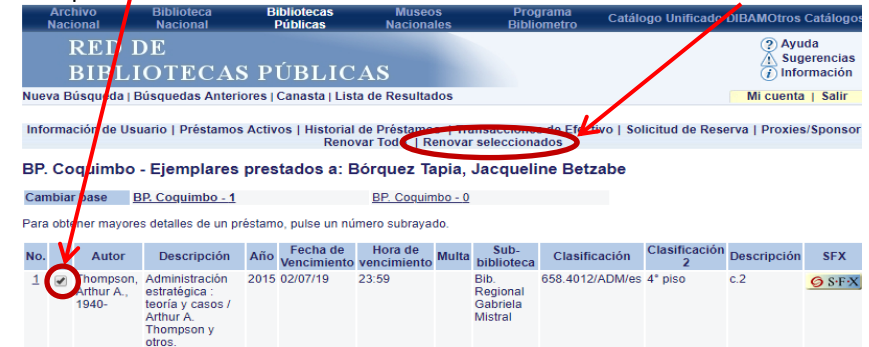 Archivo Nacional Biblioteca Nacional Bibliotecas Públicas Museos Nacionales Programa Bibliometro Catálogo Unificado DIBAM Otros Catálogos
RED DE
BIBLIOTECAS PÚBLICAS
Ayuda
Sugerencias
Información
Nueva Búsqueda | Búsquedas Anteriores | Canasta | Lista de Resultados
Mi cuenta | Salir
Información de Usuario | Préstamos Activos | Historial de Préstamos | Transacciones de Efectivo | Solicitud de Reserva | Proxies/Sponsor
Renovar Todo | Renovar seleccionados
BP. Coquimbo - Ejemplares prestados a: Bórquez Tapia, Jacqueline Betzabe
Cambiar base BP. Coquimbo - 1 BP. Coquimbo - 0
Para obtener mayores detalles de un préstamo, pulse un número subrayado.
No. Autor Descripción Año Fecha de Vencimiento Hora de vencimiento Multa Sub-biblioteca Clasificación Clasificación 2 Descripción SFX
1 Thompson, Arthur A., 1940- Administración estratégica : teoría y casos / Arthur A. Thompson y otros. 2015 02/07/19 23:59 Bib. Regional Gabriela Mistral 658.4012/ADM/es 4° piso c.2 S·F·X